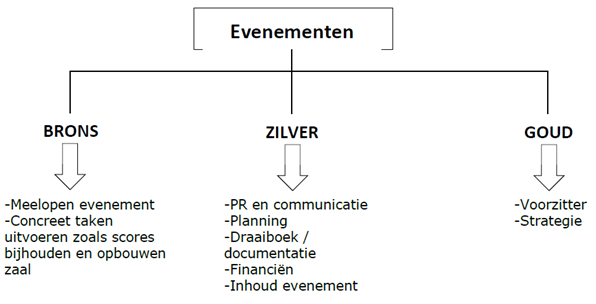 Evenementen
BRONS
ZILVER
GOUD
-Meelopen evenement
-Concreet taken
uitvoeren zoals scores
bijhouden en opbouwen
zaal
-PR en communicatie
-Planning
-Draaiboek /
documentatie
-Financiën
-Inhoud evenement
-Voorzitter
-Strategie